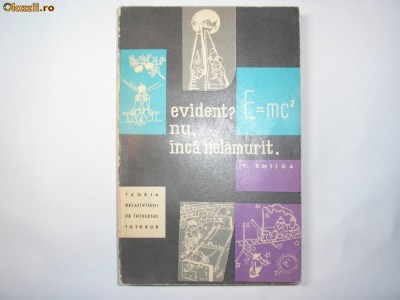 Okazii.ro
evident?
E=mc²
nu,
încă nelămurit.
V. SMILGA
TEORIA
RELATIVITĂȚII
PE ÎNȚELESUL
TUTUROR